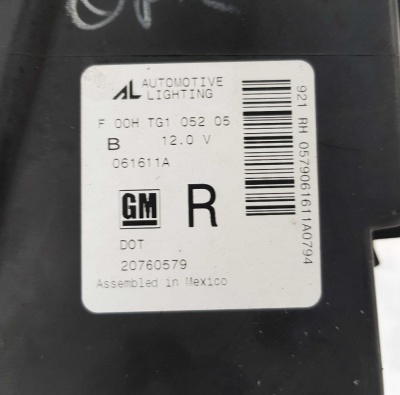 AL AUTOMOTIVE
LIGHTING
F 00H TG1 052 05
B 12.0 V
061611A
GM R
DOT
20760579
Assembled in Mexico
921 RH 0579061611A0794